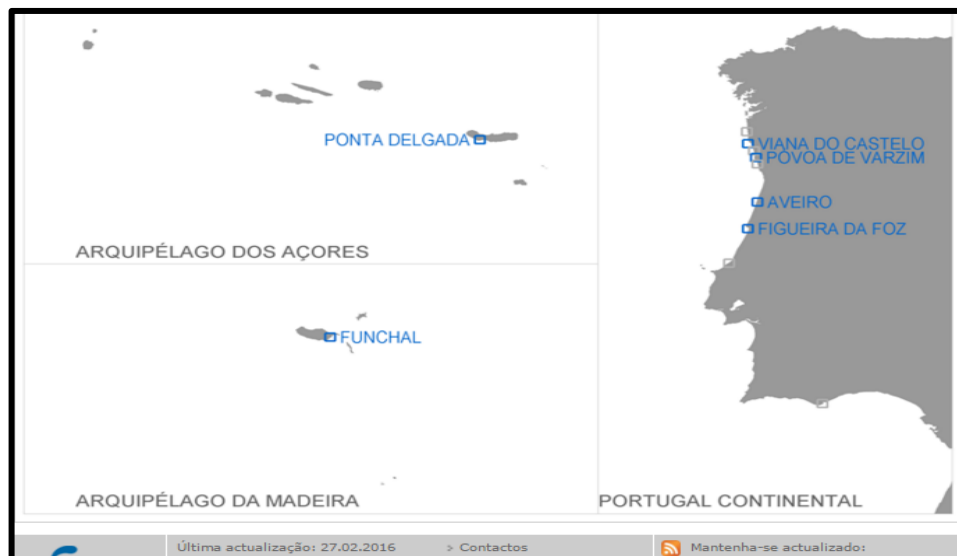 PONTA DELGADA
ARQUIPÉLAGO DOS AÇORES
FUNCHAL
ARQUIPÉLAGO DA MADEIRA
VIANA DO CASTELO
PÓVOA DE VARZIM
AVEIRO
FIGUEIRA DA FOZ
PORTUGAL CONTINENTAL
Última actualização: 27.02.2016
> Contactos
Mantenha-se actualizado: